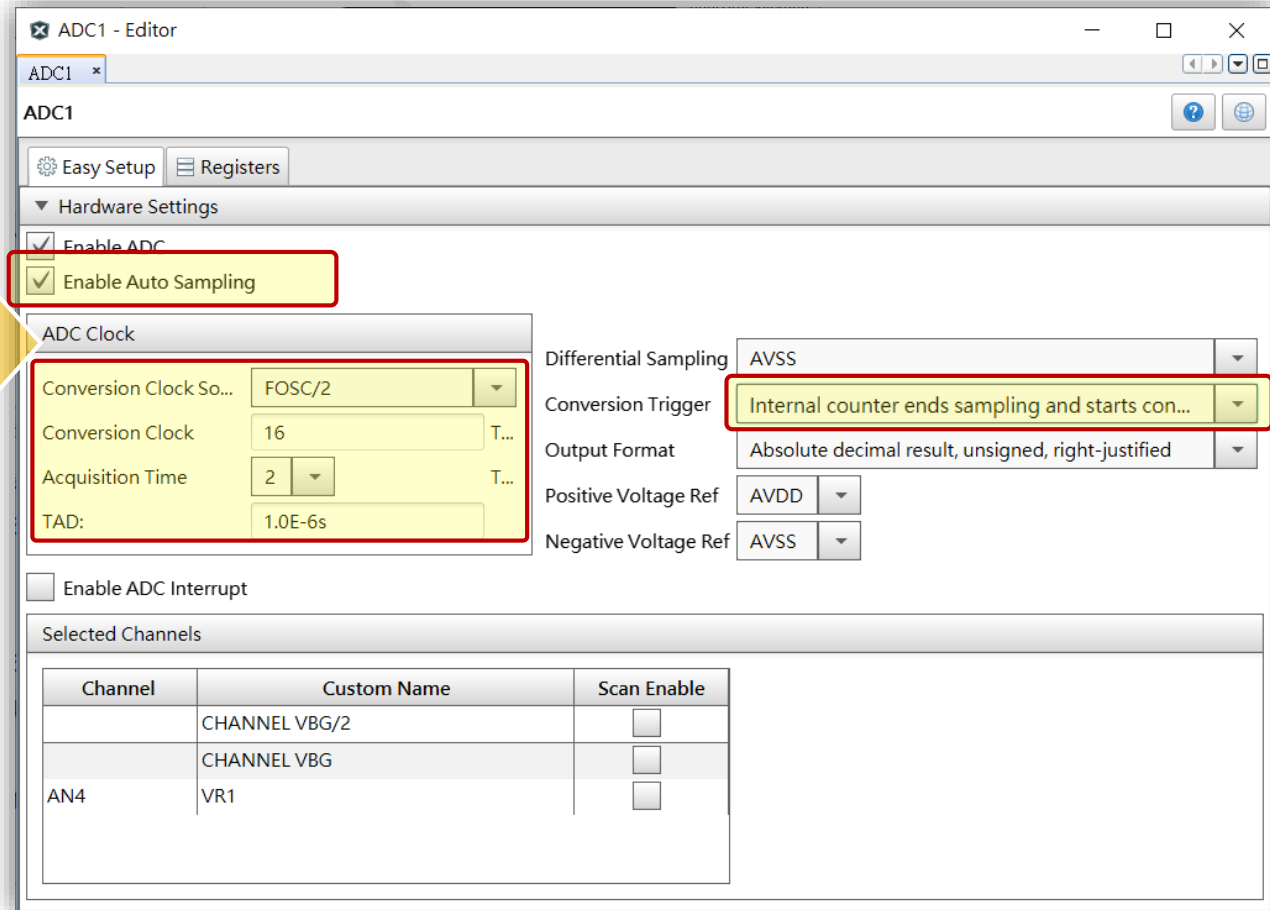 ADC1 - Editor
ADC1
ADC1
Easy Setup Registers
Hardware Settings
Enable ADC
Enable Auto Sampling
ADC Clock
Conversion Clock So... FOSC/2
Conversion Clock 16 T...
Acquisition Time 2 T...
TAD: 1.0E-6s
Differential Sampling AVSS
Conversion Trigger Internal counter ends sampling and starts con...
Output Format Absolute decimal result, unsigned, right-justified
Positive Voltage Ref AVDD
Negative Voltage Ref AVSS
Enable ADC Interrupt
Selected Channels
Channel Custom Name Scan Enable
CHANNEL VBG/2
CHANNEL VBG
AN4 VR1